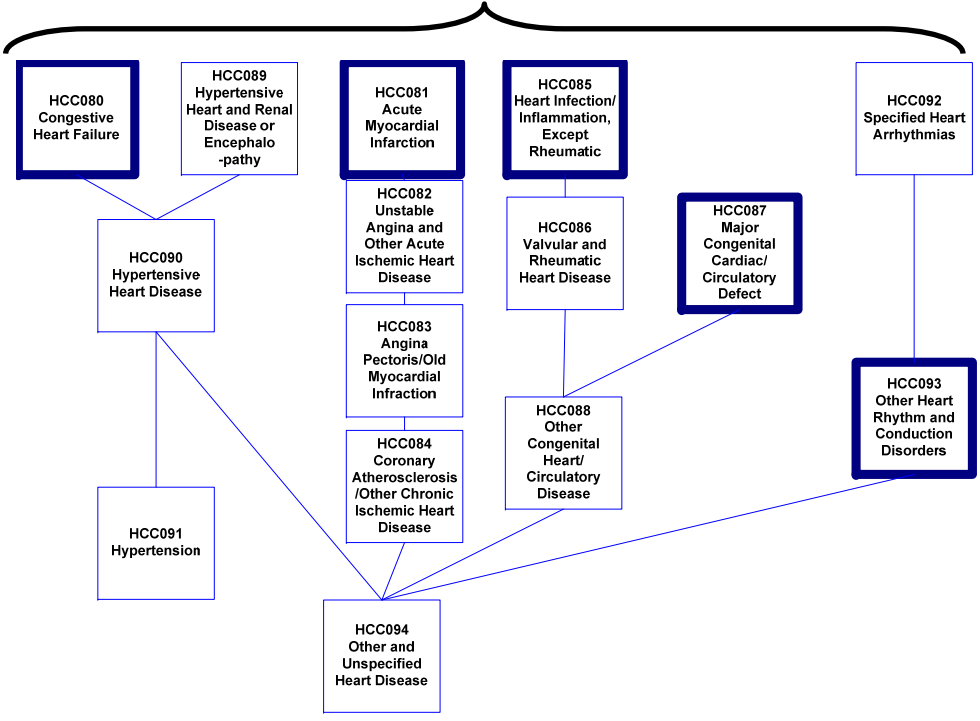 HCC080
Congestive
Heart Failure
HCC089
Hypertensive
Heart and Renal
Disease or
Encephalo
-pathy
HCC081
Acute
Myocardial
Infarction
HCC085
Heart Infection/
Inflammation,
Except
Rheumatic
HCC092
Specified Heart
Arrhythmias
HCC082
Unstable
Angina and
Other Acute
Ischemic Heart
Disease
HCC086
Valvular and
Rheumatic
Heart Disease
HCC087
Major
Congenital
Cardiac/
Circulatory
Defect
HCC090
Hypertensive
Heart Disease
HCC083
Angina
Pectoris/Old
Myocardial
Infraction
HCC093
Other Heart
Rhythm and
Conduction
Disorders
HCC084
Coronary
Atherosclerosis
/Other Chronic
Ischemic Heart
Disease
HCC088
Other
Congenital
Heart/
Circulatory
Disease
HCC091
Hypertension
HCC094
Other and
Unspecified
Heart Disease